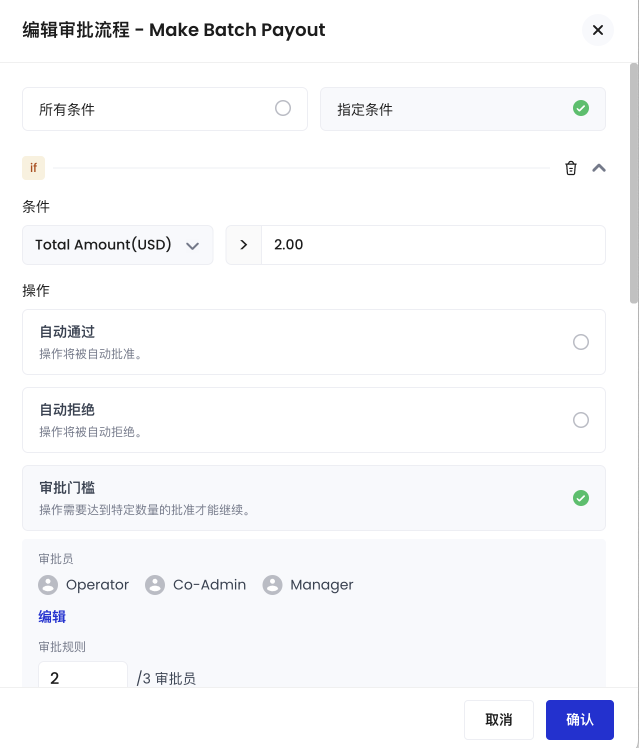 编辑审批流程 - Make Batch Payout
所有条件
指定条件
if
条件
Total Amount(USD) > 2.00
操作
自动通过
操作将被自动批准。
自动拒绝
操作将被自动拒绝。
审批门槛
操作需要达到特定数量的批准才能继续。
审批员
Operator Co-Admin Manager
编辑
审批规则
2 /3 审批员
取消 确认